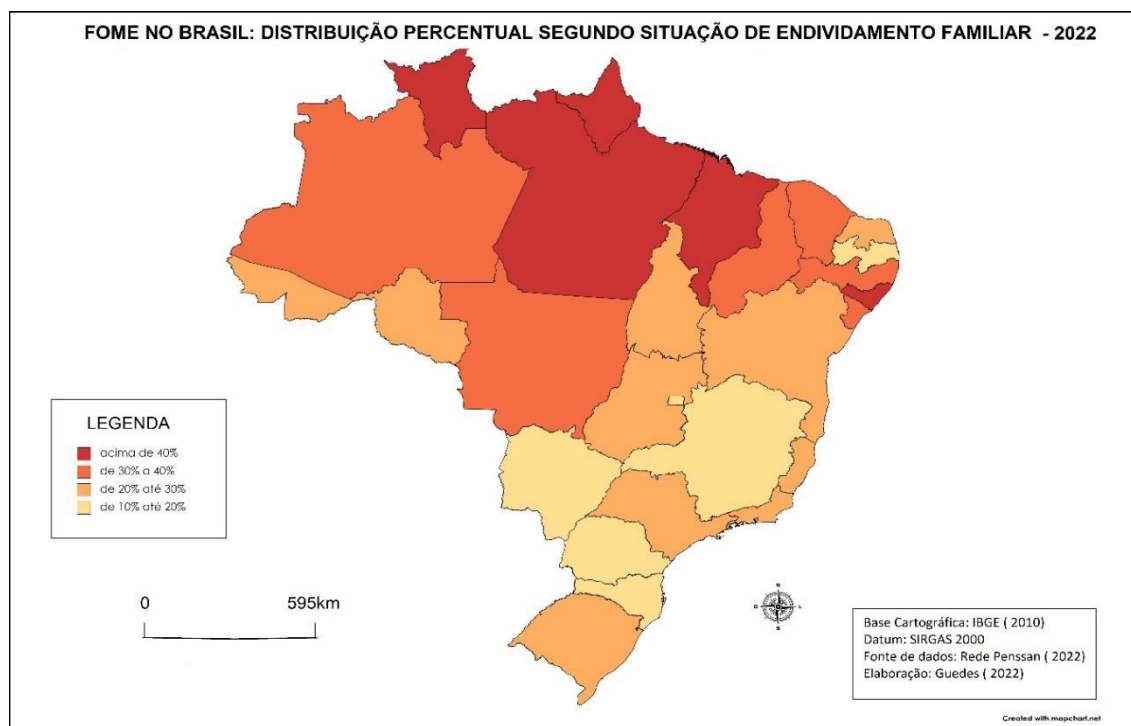 FOME NO BRASIL: DISTRIBUIÇÃO PERCENTUAL SEGUNDO SITUAÇÃO DE ENDIVIDAMENTO FAMILIAR - 2022
LEGENDA
acima de 40%
de 30% a 40%
de 20% até 30%
de 10% até 20%
0 595km
N
O L
S
Base Cartográfica: IBGE ( 2010)
Datum: SIRGAS 2000
Fonte de dados: Rede Penssan ( 2022)
Elaboração: Guedes ( 2022)
Created with mapchart.net